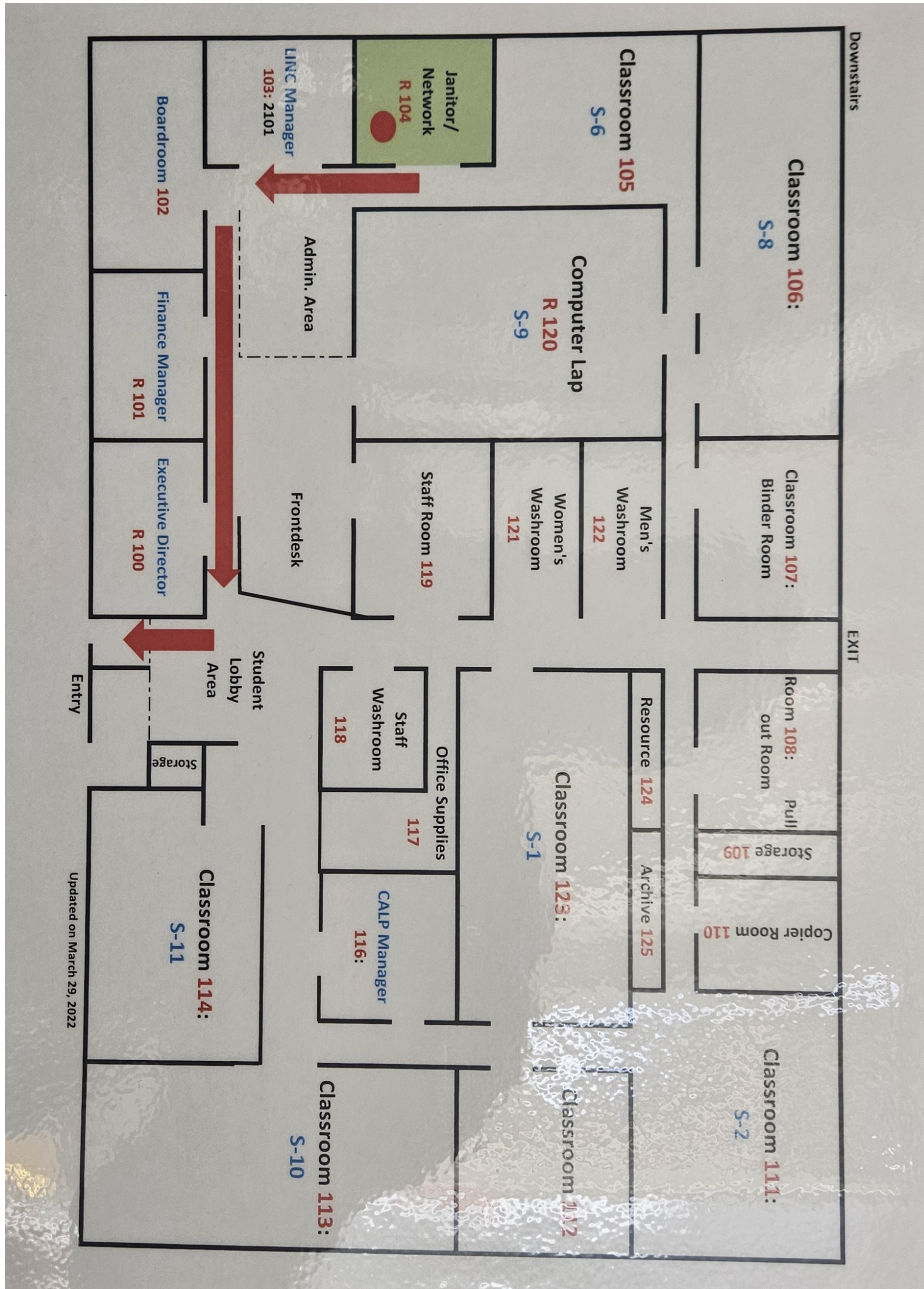 Downstairs
Classroom 106:
S-8
Classroom 107:
Binder Room
EXIT
Room 108: Pull
out Room
Storage 109
Copier Room 110
Classroom 111:
S-2
Classroom 105
S-6
Computer Lap
R 120
S-9
Men's
Washroom
122
Women's
Washroom
121
Staff Room 119
Resource 124
Archive 125
Classroom 123:
S-1
Classroom 112
Janitor/
Network
R 104
LINC Manager
103: 2101
Admin. Area
Frontdesk
Office Supplies
117
Staff
Washroom
118
CALP Manager
116:
Classroom 113:
S-10
Boardroom 102
Finance Manager
R 101
Executive Director
R 100
Student
Lobby
Area
Storage
Classroom 114:
S-11
Entry
Updated on March 29, 2022